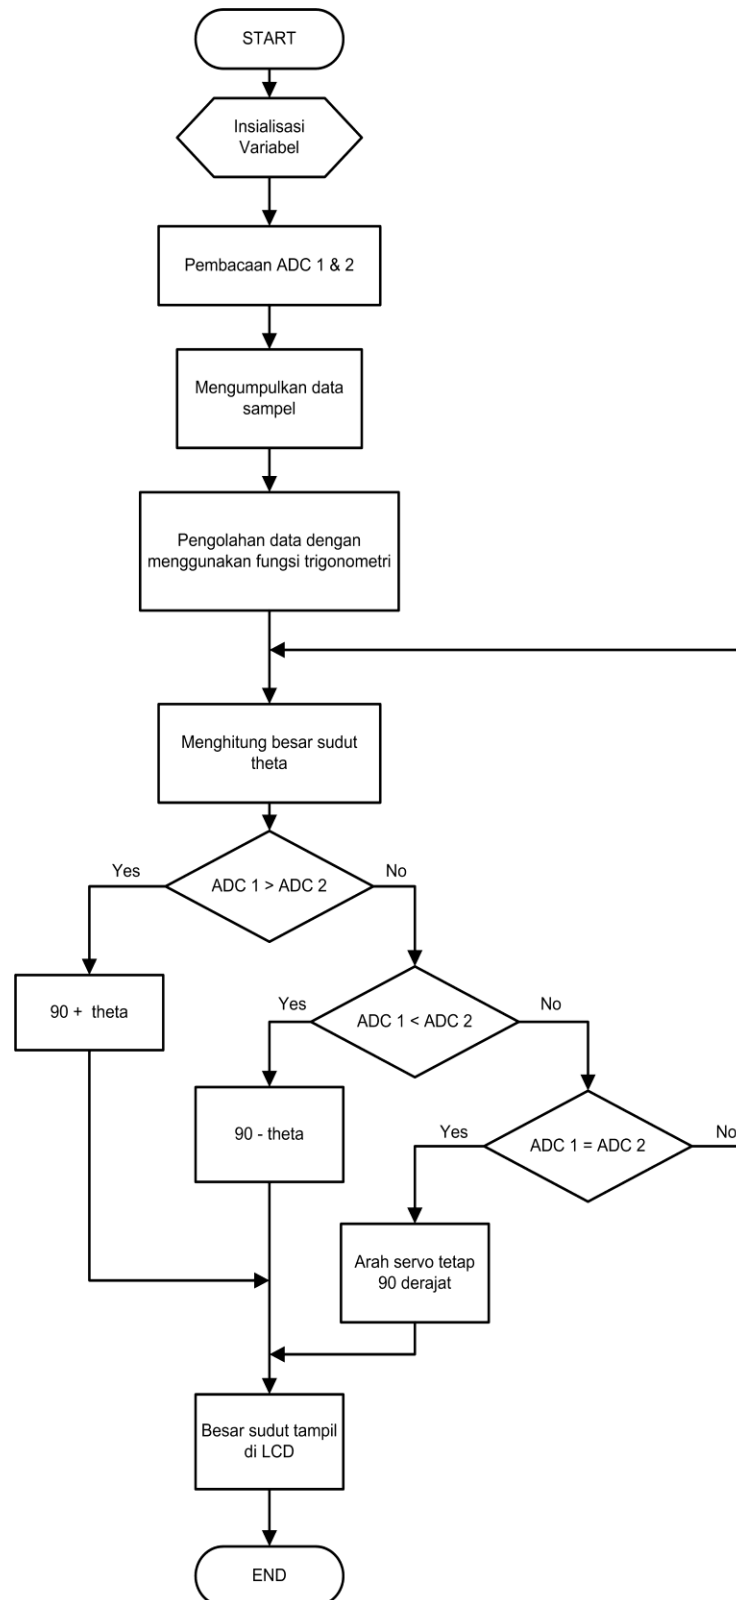 START
Insialisasi
Variabel
Pembacaan ADC 1 & 2
Mengumpulkan data
sampel
Pengolahan data dengan
menggunakan fungsi trigonometri
Menghitung besar sudut
theta
Yes
ADC 1 > ADC 2
No
90 + theta
Yes
ADC 1 < ADC 2
No
90 - theta
Yes
ADC 1 = ADC 2
No
Arah servo tetap
90 derajat
Besar sudut tampil
di LCD
END